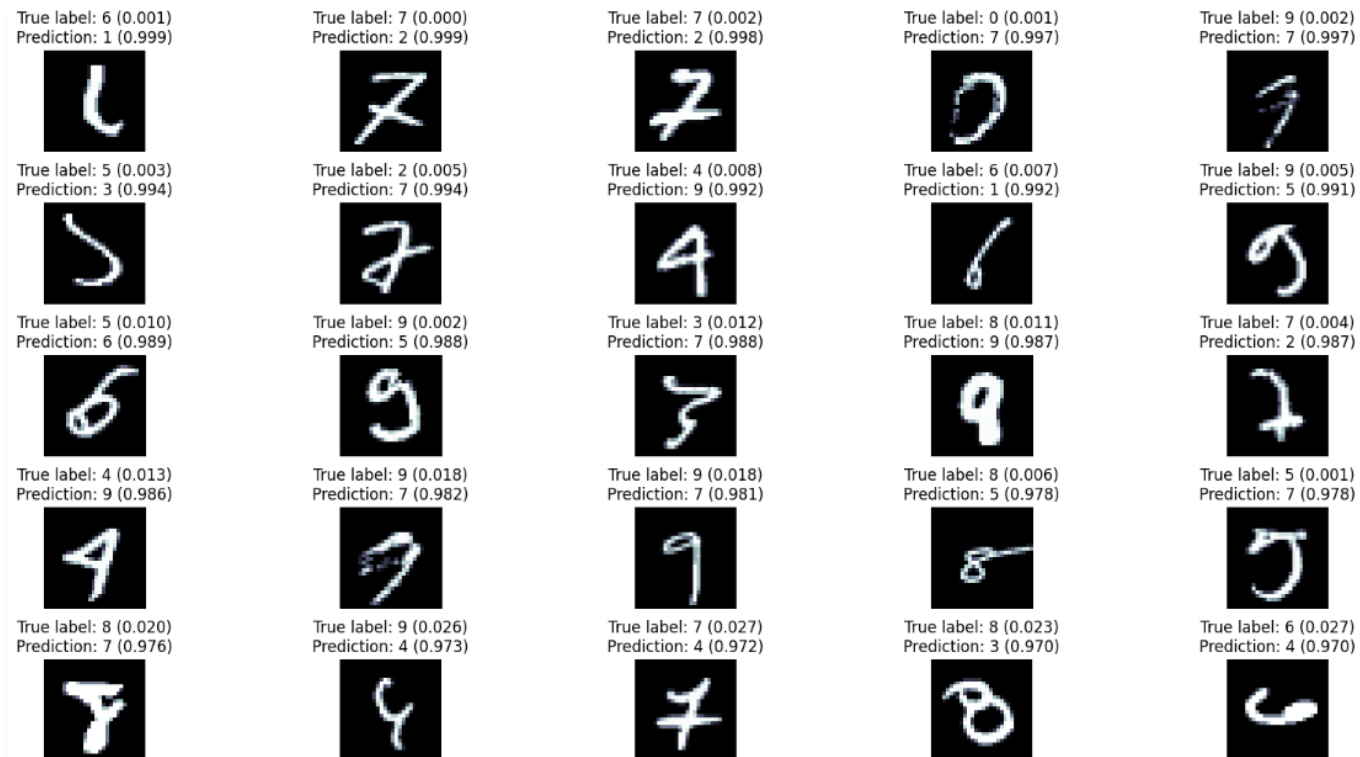 True label: 6 (0.001)
Prediction: 1 (0.999)
True label: 7 (0.000)
Prediction: 2 (0.999)
True label: 7 (0.002)
Prediction: 2 (0.998)
True label: 0 (0.001)
Prediction: 7 (0.997)
True label: 9 (0.002)
Prediction: 7 (0.997)
True label: 5 (0.003)
Prediction: 3 (0.994)
True label: 2 (0.005)
Prediction: 7 (0.994)
True label: 4 (0.008)
Prediction: 9 (0.992)
True label: 6 (0.007)
Prediction: 1 (0.992)
True label: 9 (0.005)
Prediction: 5 (0.991)
True label: 5 (0.010)
Prediction: 6 (0.989)
True label: 9 (0.002)
Prediction: 5 (0.988)
True label: 3 (0.012)
Prediction: 7 (0.988)
True label: 8 (0.011)
Prediction: 9 (0.987)
True label: 7 (0.004)
Prediction: 2 (0.987)
True label: 4 (0.013)
Prediction: 9 (0.986)
True label: 9 (0.018)
Prediction: 7 (0.982)
True label: 9 (0.018)
Prediction: 7 (0.981)
True label: 8 (0.006)
Prediction: 5 (0.978)
True label: 5 (0.001)
Prediction: 7 (0.978)
True label: 8 (0.020)
Prediction: 7 (0.976)
True label: 9 (0.026)
Prediction: 4 (0.973)
True label: 7 (0.027)
Prediction: 4 (0.972)
True label: 8 (0.023)
Prediction: 3 (0.970)
True label: 6 (0.027)
Prediction: 4 (0.970)